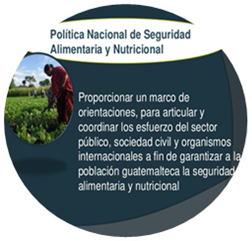 Política Nacional de Seguridad
Alimentaria y Nutricional
Proporcionar un marco de
orientaciones, para articular y
coordinar los esfuerzo del sector
público, sociedad civil y organismos
internacionales a fin de garantizar a la
población guatemalteca la seguridad
alimentaria y nutricional